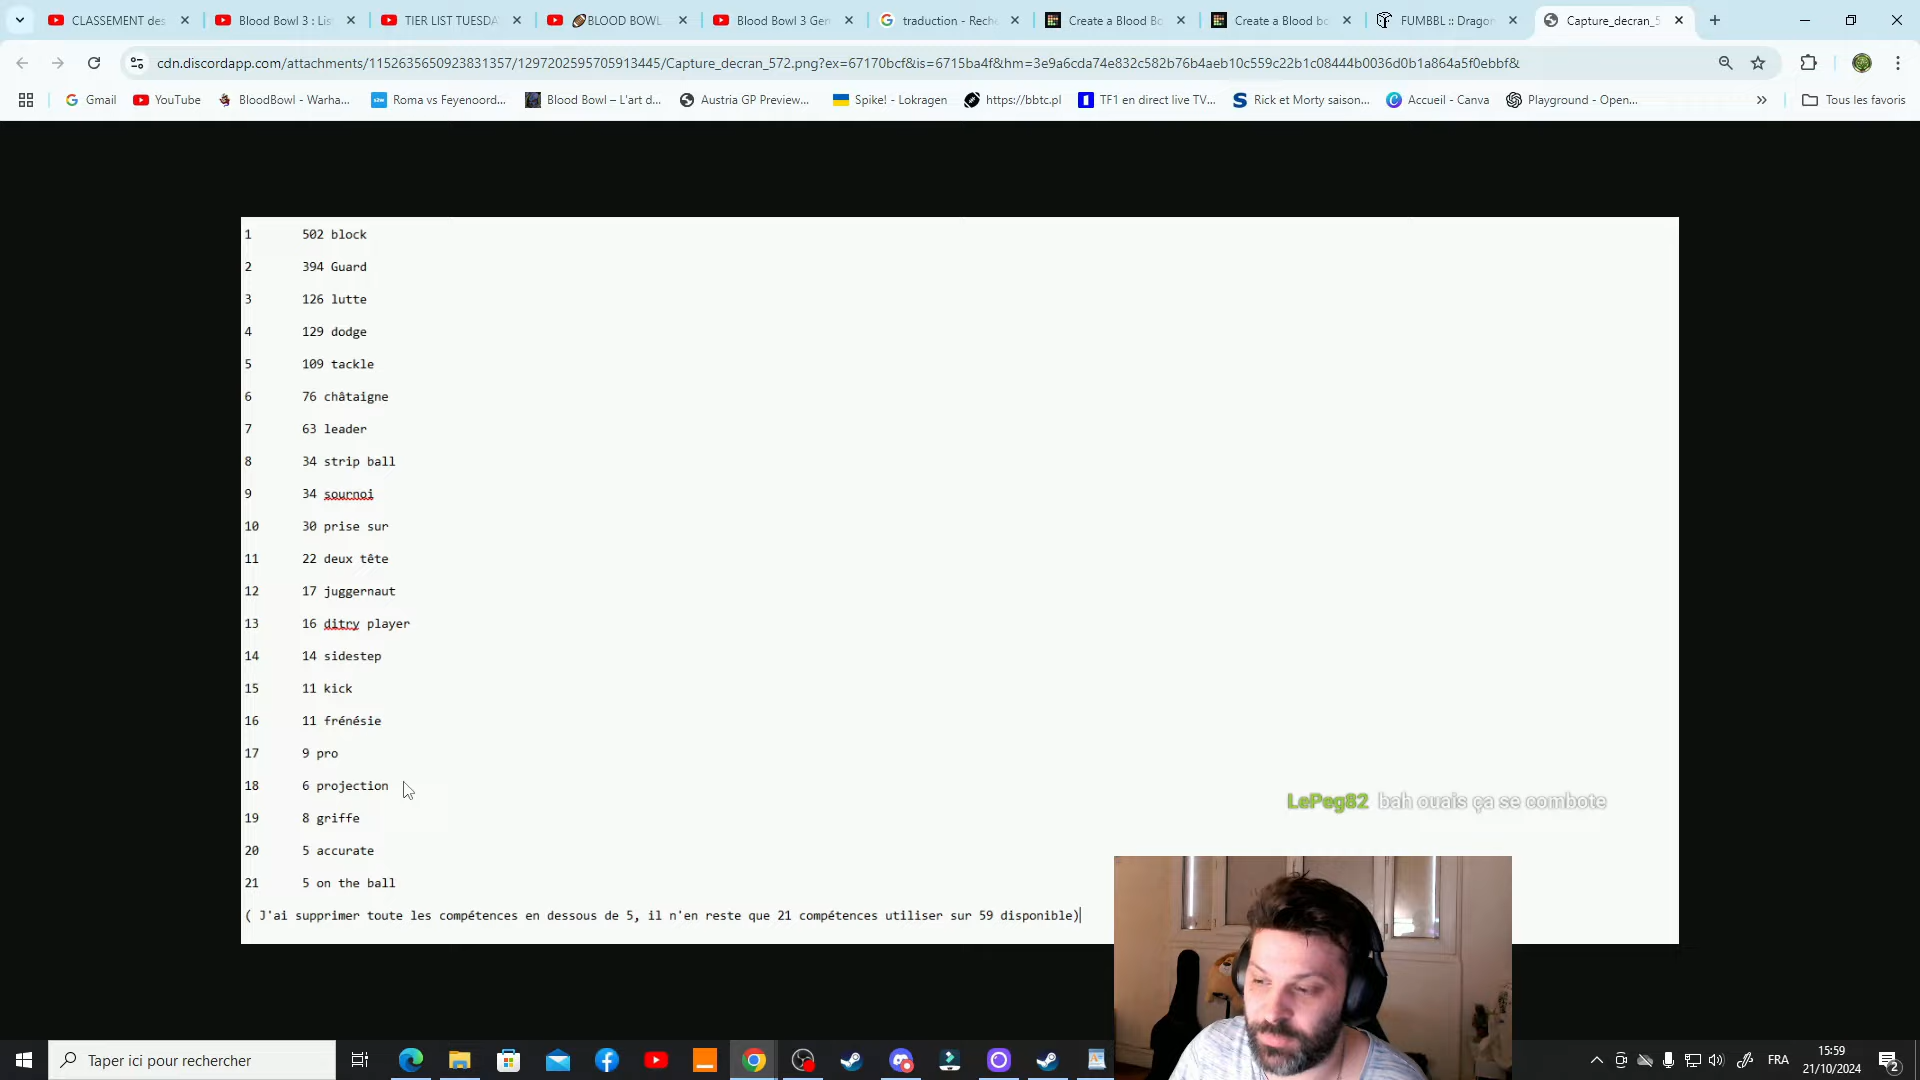 CLASSEMENT des
Blood Bowl 3 : List
TIER LIST TUESDA
BLOOD BOWL
Blood Bowl 3 Ger
traduction - Reche
Create a Blood Bo
Create a Blood bo
FUMBBL :: Dragon
Capture_decran_5
cdn.discordapp.com/attachments/1152635650923831357/1297202595705913445/Capture_decran_572.png?ex=67170bcf&is=6715ba4f&hm=3e9a6cda74e832c582b76b4aeb10c559c22b1c08444b0036d0b1a864a5f0ebbf&
Gmail
YouTube
BloodBowl - Warha...
Roma vs Feyenoord...
Blood Bowl – L'art d...
Austria GP Preview...
Spike! - Lokragen
https://bbtc.pl
TF1 en direct live TV...
Rick et Morty saison...
Accueil - Canva
Playground - Open...
Tous les favoris
1 502 block
2 394 Guard
3 126 lutte
4 129 dodge
5 109 tackle
6 76 châtaigne
7 63 leader
8 34 strip ball
9 34 sournoi
10 30 prise sur
11 22 deux tête
12 17 juggernaut
13 16 ditry player
14 14 sidestep
15 11 kick
16 11 frénésie
17 9 pro
18 6 projection
19 8 griffe
20 5 accurate
21 5 on the ball
( J'ai supprimer toute les compétences en dessous de 5, il n'en reste que 21 compétences utiliser sur 59 disponible)
LePeg82 bah ouais ça se combote
Taper ici pour rechercher
FRA
15:59
21/10/2024
2